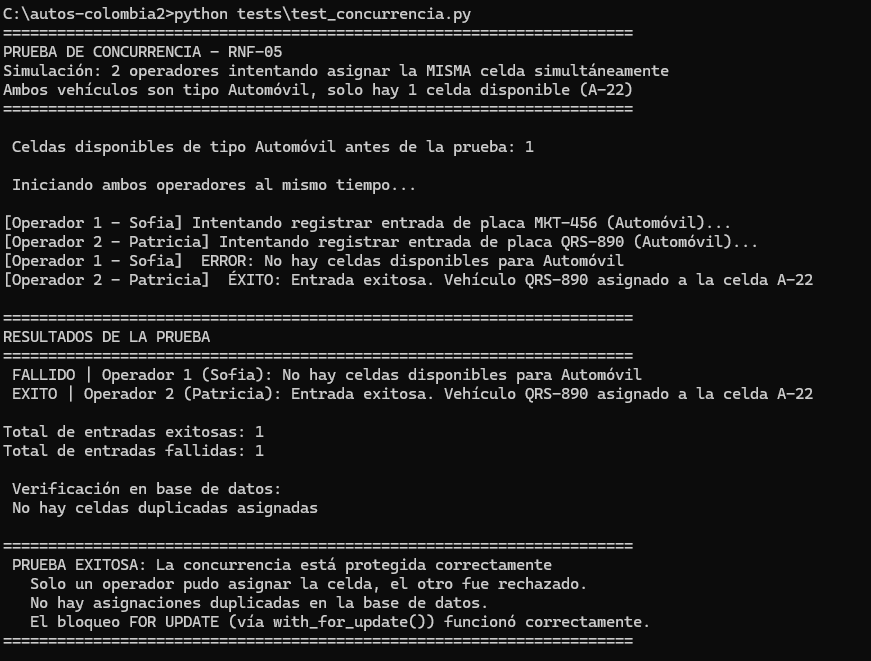 C:\autos-colombia2>python tests\test_concurrencia.py
======================================================================
PRUEBA DE CONCURRENCIA - RNF-05
Simulación: 2 operadores intentando asignar la MISMA celda simultáneamente
Ambos vehículos son tipo Automóvil, solo hay 1 celda disponible (A-22)
======================================================================
Celdas disponibles de tipo Automóvil antes de la prueba: 1
Iniciando ambos operadores al mismo tiempo...
[Operador 1 - Sofia] Intentando registrar entrada de placa MKT-456 (Automóvil)...
[Operador 2 - Patricia] Intentando registrar entrada de placa QRS-890 (Automóvil)...
[Operador 1 - Sofia]  ERROR: No hay celdas disponibles para Automóvil
[Operador 2 - Patricia]  ÉXITO: Entrada exitosa. Vehículo QRS-890 asignado a la celda A-22
======================================================================
RESULTADOS DE LA PRUEBA
======================================================================
FALLIDO | Operador 1 (Sofia): No hay celdas disponibles para Automóvil
EXITO | Operador 2 (Patricia): Entrada exitosa. Vehículo QRS-890 asignado a la celda A-22
Total de entradas exitosas: 1
Total de entradas fallidas: 1
Verificación en base de datos:
No hay celdas duplicadas asignadas
======================================================================
PRUEBA EXITOSA: La concurrencia está protegida correctamente
Solo un operador pudo asignar la celda, el otro fue rechazado.
No hay asignaciones duplicadas en la base de datos.
El bloqueo FOR UPDATE (vía with_for_update()) funcionó correctamente.
======================================================================